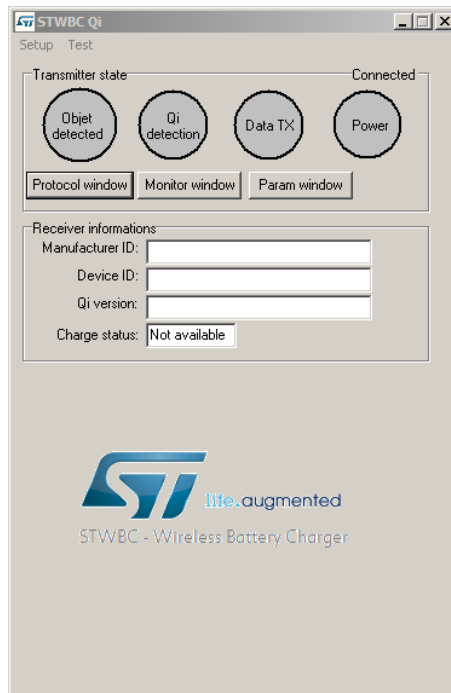 STWBC Qi
Setup Test
Transmitter state Connected
Objet detected
Qi detection
Data TX
Power
Protocol window Monitor window Param window
Receiver informations
Manufacturer ID:
Device ID:
Qi version:
Charge status: Not available
ST
life.augmented
STWBC - Wireless Battery Charger